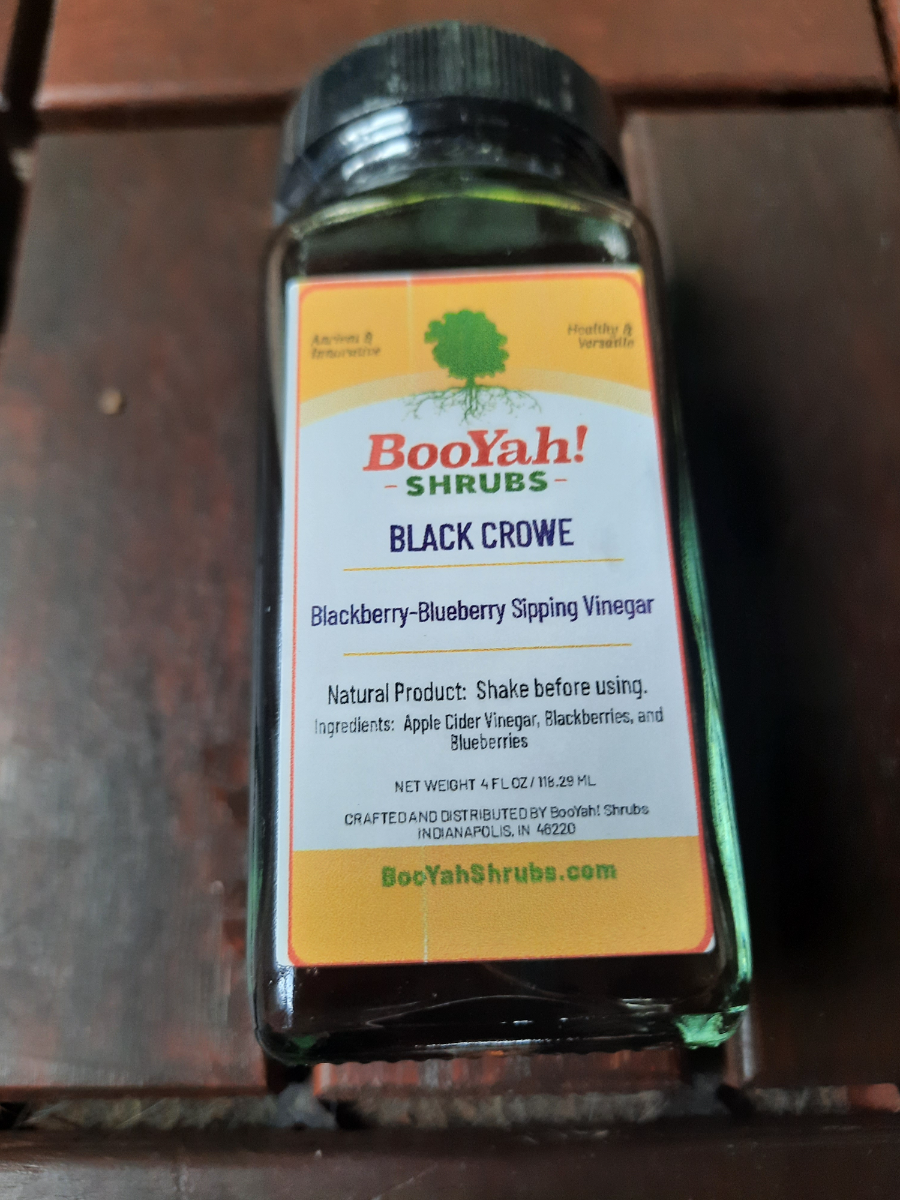 Ancient &
Innovative
Healthy &
Versatile
BooYah!
- SHRUBS -
BLACK CROWE
Blackberry-Blueberry Sipping Vinegar
Natural Product: Shake before using.
Ingredients: Apple Cider Vinegar, Blackberries, and
Blueberries
NET WEIGHT 4 FL OZ / 118.29 ML
CRAFTED AND DISTRIBUTED BY BooYah! Shrubs
INDIANAPOLIS, IN 46220
BooYahShrubs.com